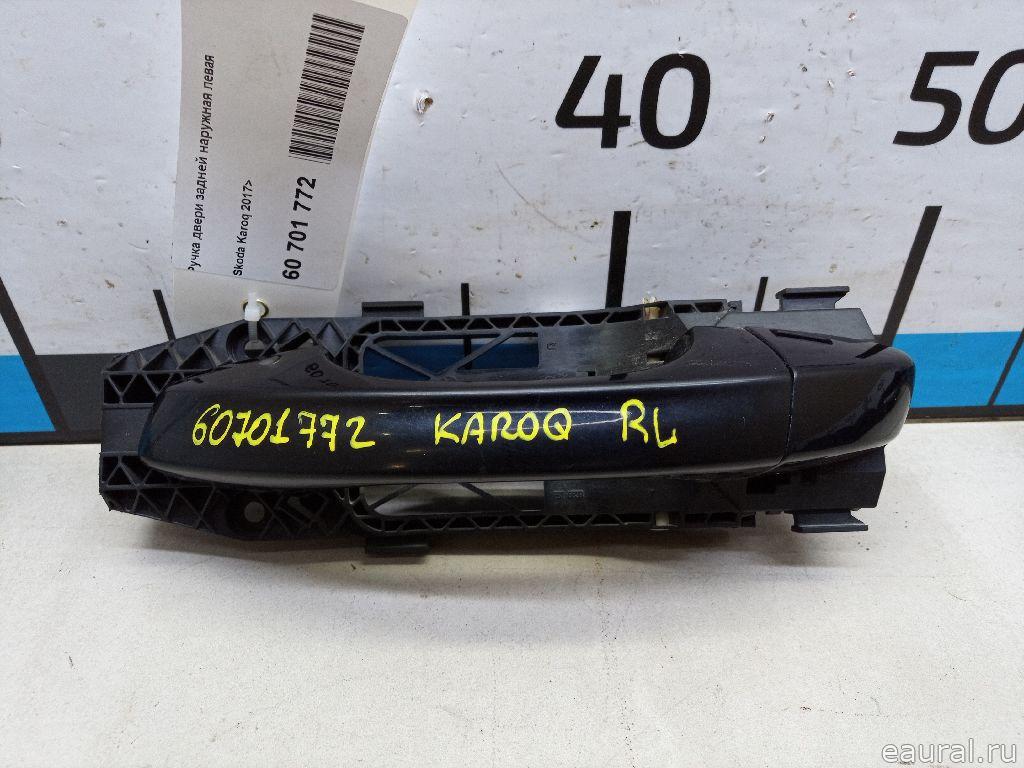 Ручка двери задней наружная левая
Skoda Karoq 2017>
60 701 772
40
50
60701772 KAROQ RL
eaural.ru